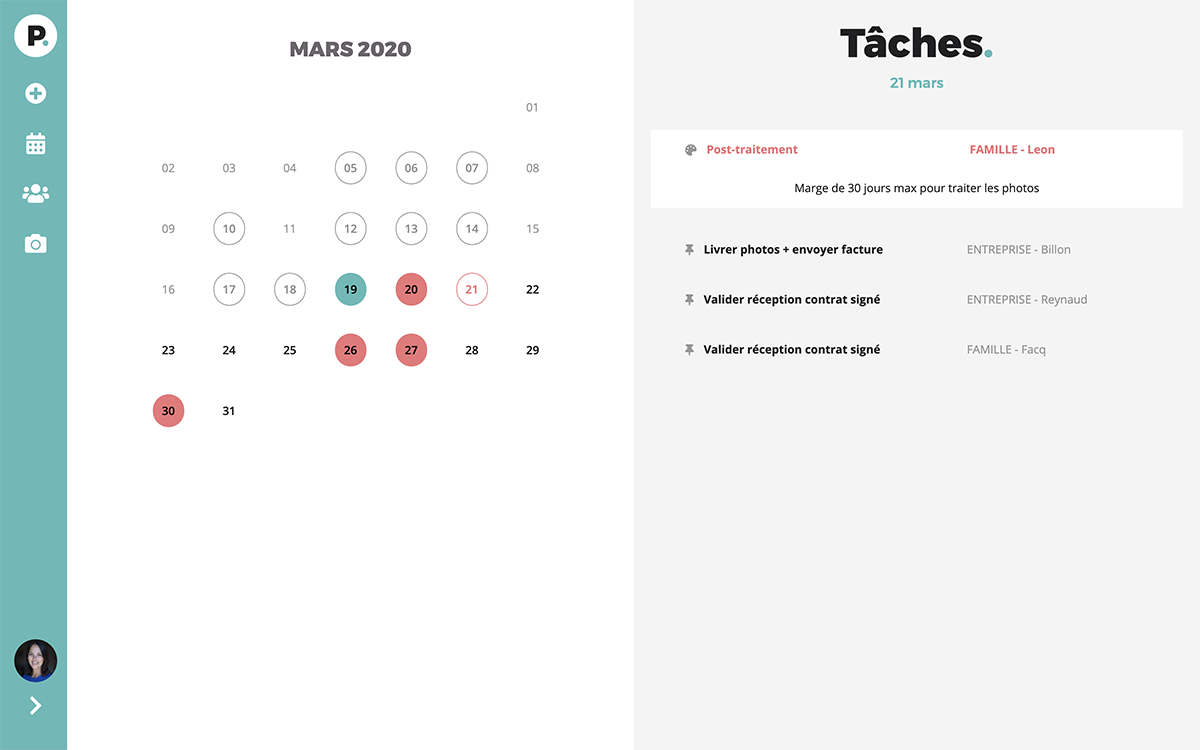 P.
MARS 2020
01
02 03 04 05 06 07 08
09 10 11 12 13 14 15
16 17 18 19 20 21 22
23 24 25 26 27 28 29
30 31
Tâches.
21 mars
Post-traitement FAMILLE - Leon
Marge de 30 jours max pour traiter les photos
Livrer photos + envoyer facture ENTREPRISE - Billon
Valider réception contrat signé ENTREPRISE - Reynaud
Valider réception contrat signé FAMILLE - Facq